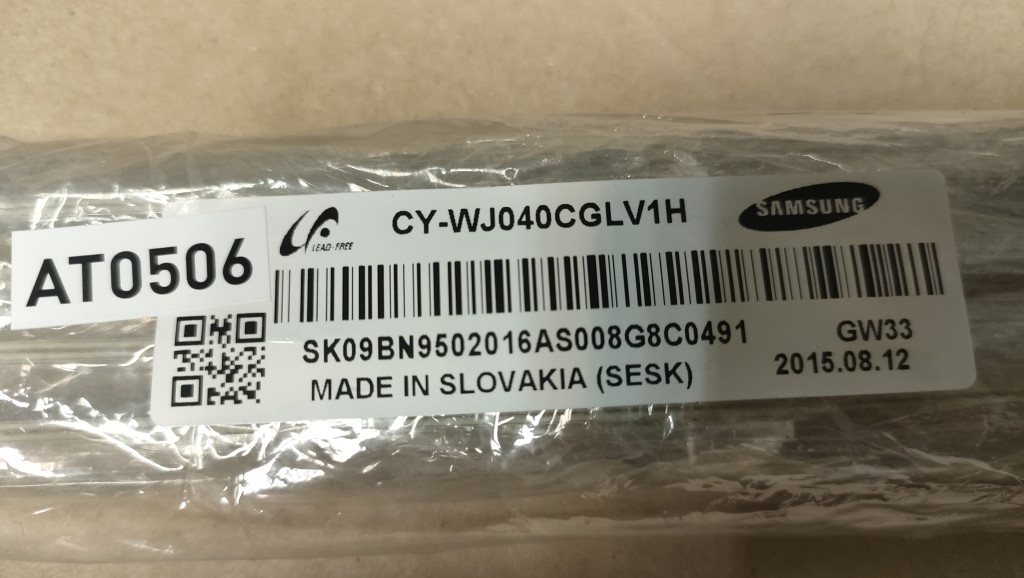 AT0506
LEAD-FREE
CY-WJ040CGLV1H
SAMSUNG
SK09BN9502016AS008G8C0491
GW33
MADE IN SLOVAKIA (SESK)
2015.08.12